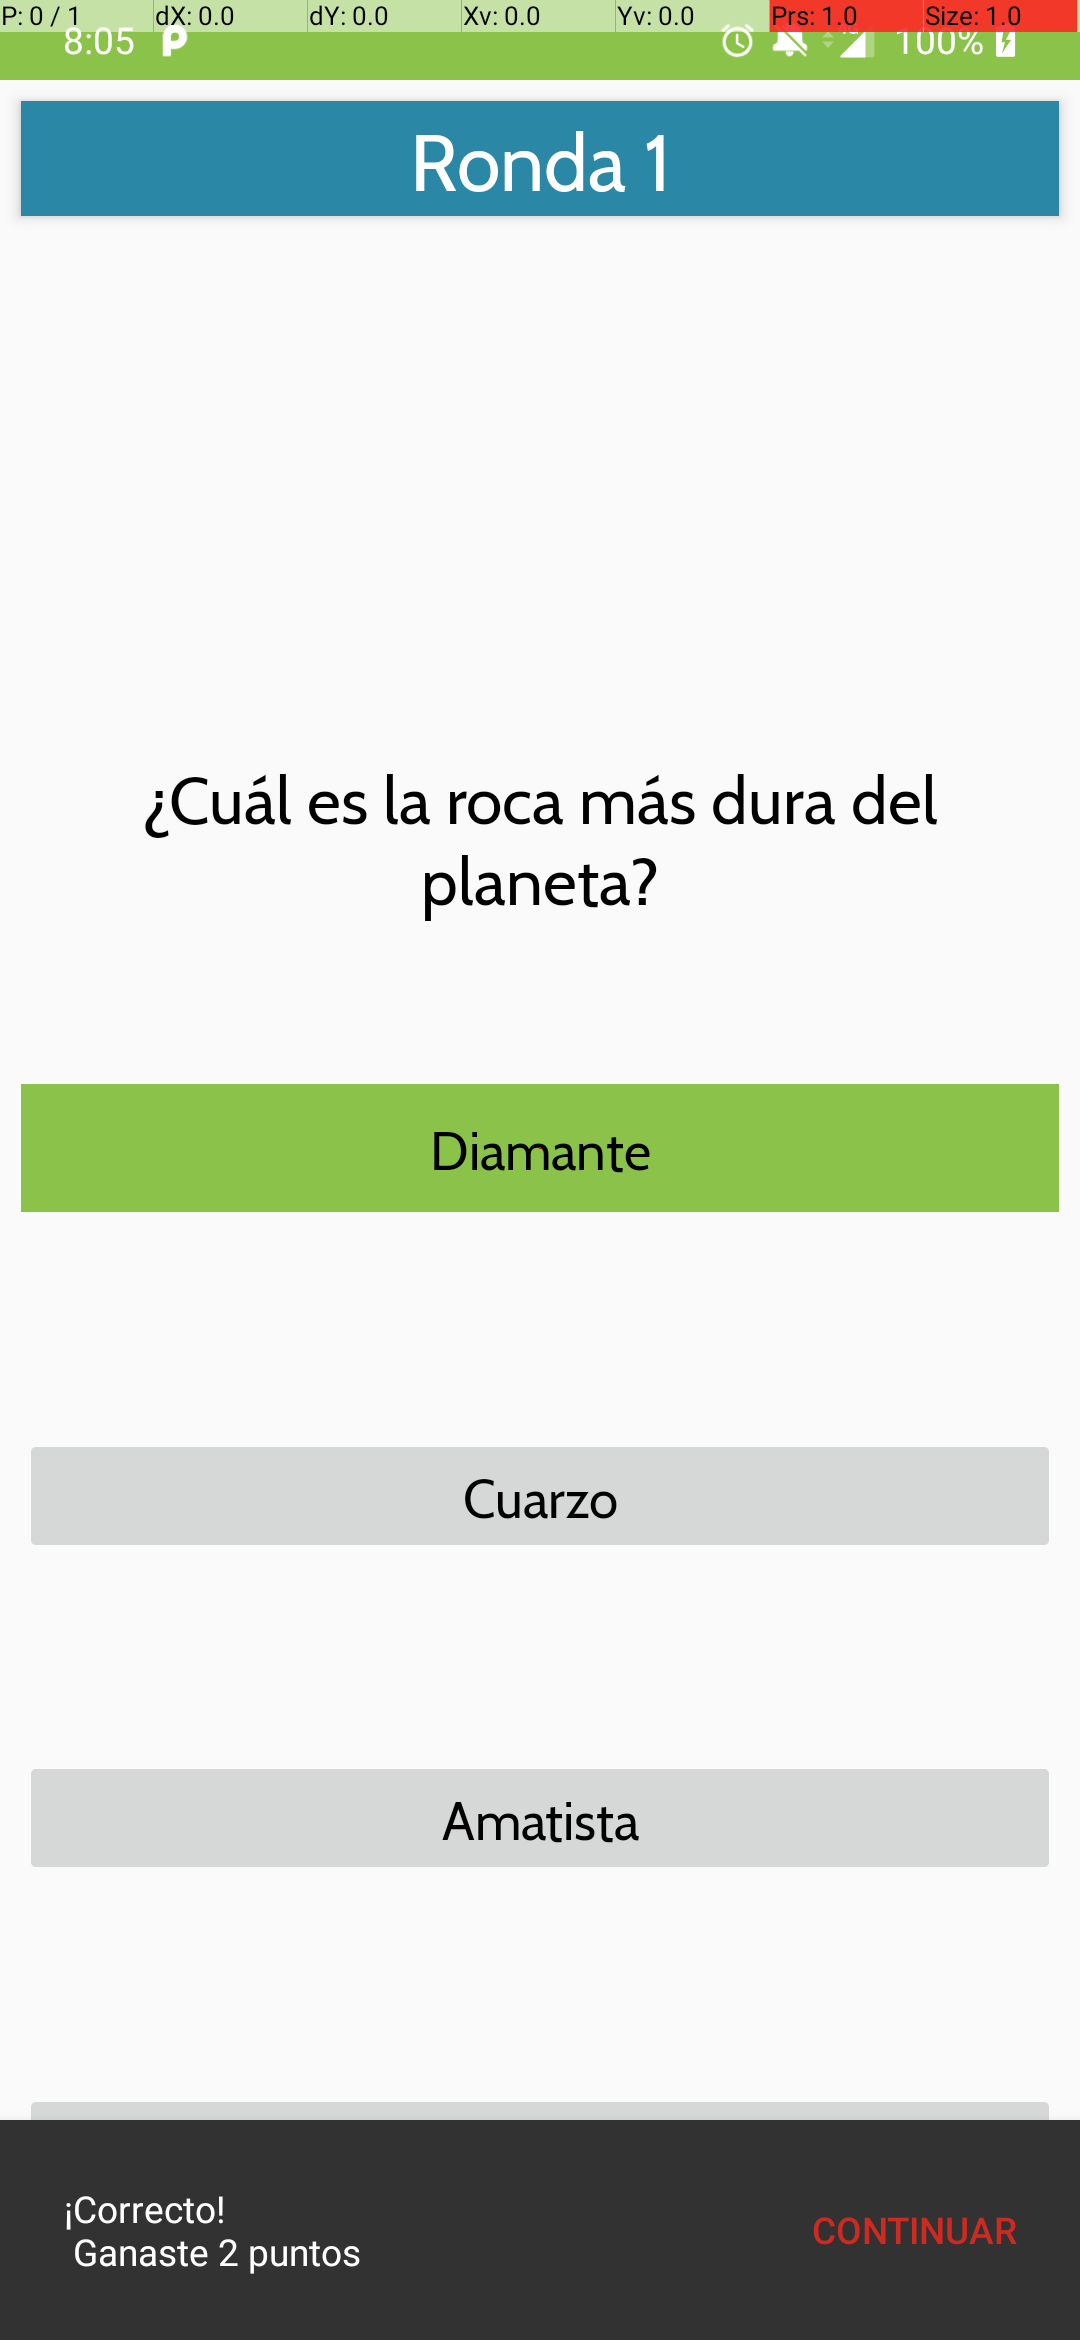 P: 0 / 1 dX: 0.0 dY: 0.0 Xv: 0.0 Yv: 0.0 Prs: 1.0 Size: 1.0
8:05 100%
Ronda 1
¿Cuál es la roca más dura del
planeta?
Diamante
Cuarzo
Amatista
¡Correcto!
Ganaste 2 puntos
CONTINUAR